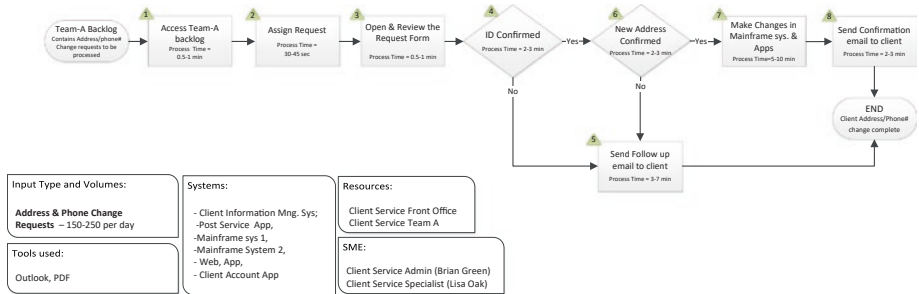 Team-A Backlog
Contains Address/phone#
Change requests to be
processed
1
Access Team-A
backlog
Process Time =
0.5-1 min
2
Assign Request
Process Time =
30-45 sec
3
Open & Review the
Request Form
Process Time = 0.5-1 min
4
ID Confirmed
Process Time = 2-3 min
Yes
No
6
New Address
Confirmed
Process Time = 2-3 min
Yes
No
7
Make Changes in
Mainframe sys. &
Apps
Process Time=5-10 min
8
Send Confirmation
email to client
Process Time = 2-3 min
END
Client Address/Phone#
change complete
5
Send Follow up
email to client
Process Time = 3-7 min
Input Type and Volumes:
Address & Phone Change
Requests – 150-250 per day
Tools used:
Outlook, PDF
Systems:
- Client Information Mng. Sys;
-Post Service App,
-Mainframe sys 1,
-Mainframe System 2,
- Web, App,
- Client Account App
Resources:
Client Service Front Office
Client Service Team A
SME:
Client Service Admin (Brian Green)
Client Service Specialist (Lisa Oak)